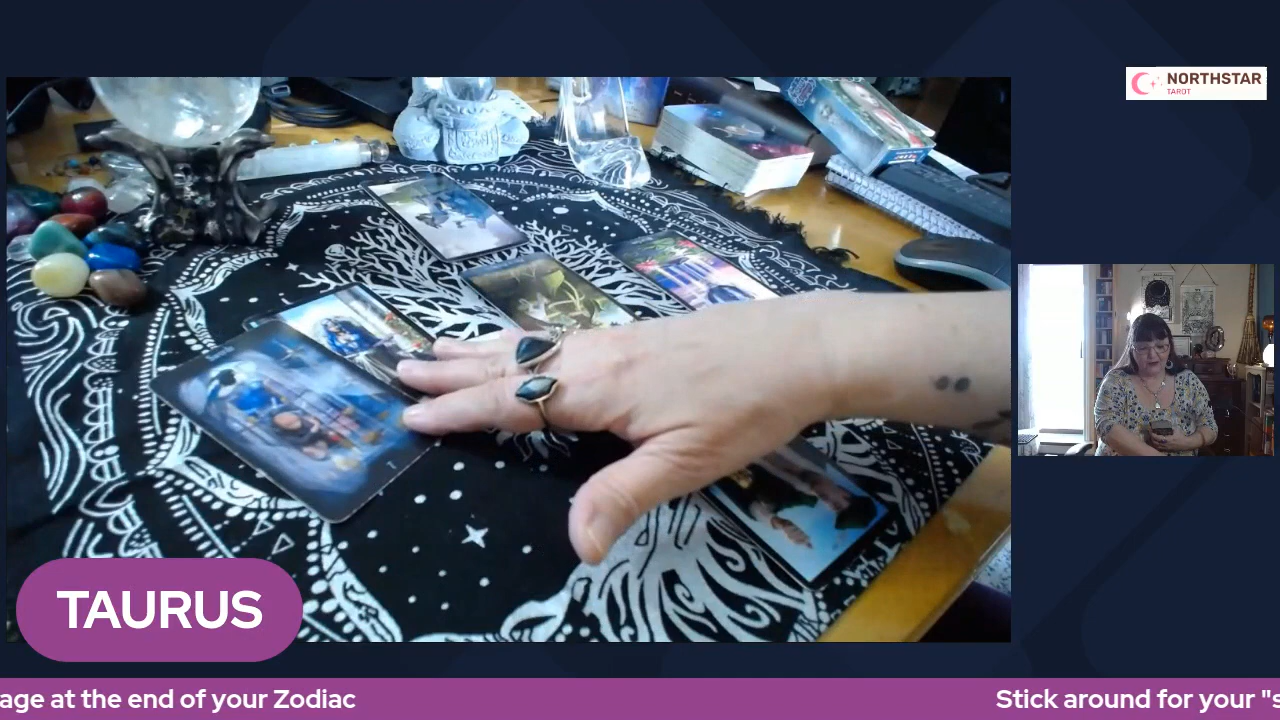 NORTHSTAR
TAROT
TAURUS
age at the end of your Zodiac
Stick around for your "s